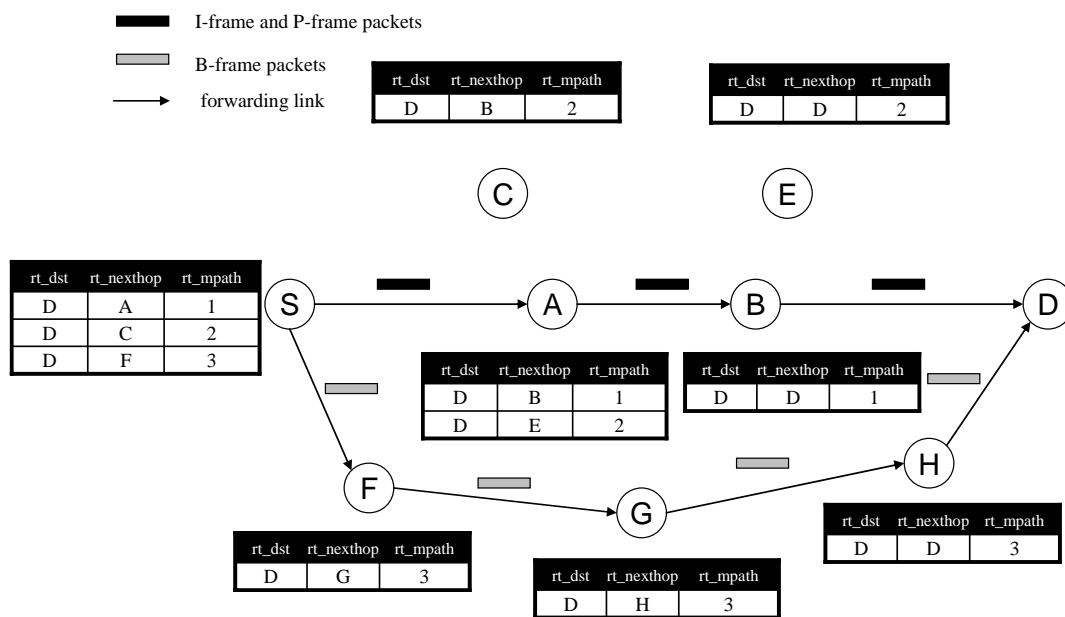 I-frame and P-frame packets
B-frame packets
forwarding link
rt_dst rt_nexthop rt_mpath
D B 2
rt_dst rt_nexthop rt_mpath
D D 2
C
E
rt_dst rt_nexthop rt_mpath
D A 1
D C 2
D F 3
S
A
B
D
rt_dst rt_nexthop rt_mpath
D B 1
D E 2
rt_dst rt_nexthop rt_mpath
D D 1
F
G
H
rt_dst rt_nexthop rt_mpath
D G 3
rt_dst rt_nexthop rt_mpath
D H 3
rt_dst rt_nexthop rt_mpath
D D 3